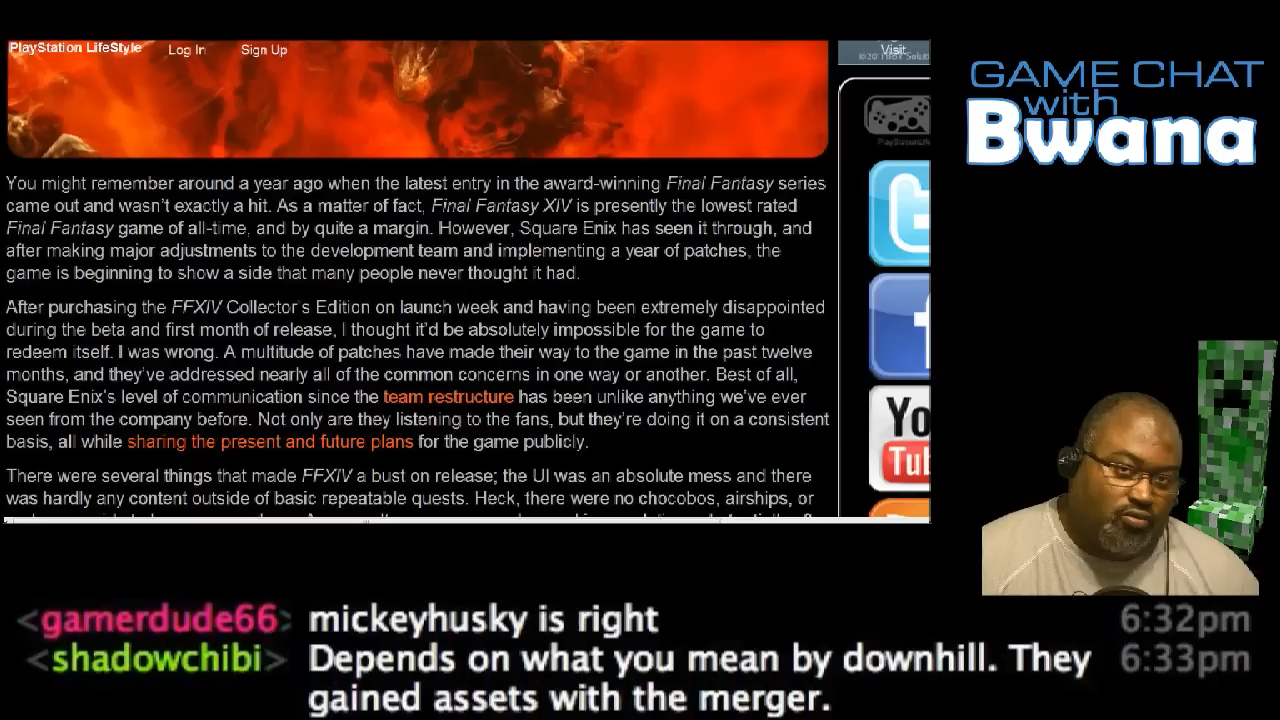 PlayStation LifeStyle Log In Sign Up
Visit
GAME CHAT
with
Bwana
You might remember around a year ago when the latest entry in the award-winning Final Fantasy series
came out and wasn't exactly a hit. As a matter of fact, Final Fantasy XIV is presently the lowest rated
Final Fantasy game of all-time, and by quite a margin. However, Square Enix has seen it through, and
after making major adjustments to the development team and implementing a year of patches, the
game is beginning to show a side that many people never thought it had.
After purchasing the FFXIV Collector's Edition on launch week and having been extremely disappointed
during the beta and first month of release, I thought it'd be absolutely impossible for the game to
redeem itself. I was wrong. A multitude of patches have made their way to the game in the past twelve
months, and they've addressed nearly all of the common concerns in one way or another. Best of all,
Square Enix's level of communication since the team restructure has been unlike anything we've ever
seen from the company before. Not only are they listening to the fans, but they're doing it on a consistent
basis, all while sharing the present and future plans for the game publicly.
There were several things that made FFXIV a bust on release; the UI was an absolute mess and there
was hardly any content outside of basic repeatable quests. Heck, there were no chocobos, airships, or
You
Tub
<gamerdude66> mickeyhusky is right 6:32pm
<shadowchibi> Depends on what you mean by downhill. They 6:33pm
gained assets with the merger.